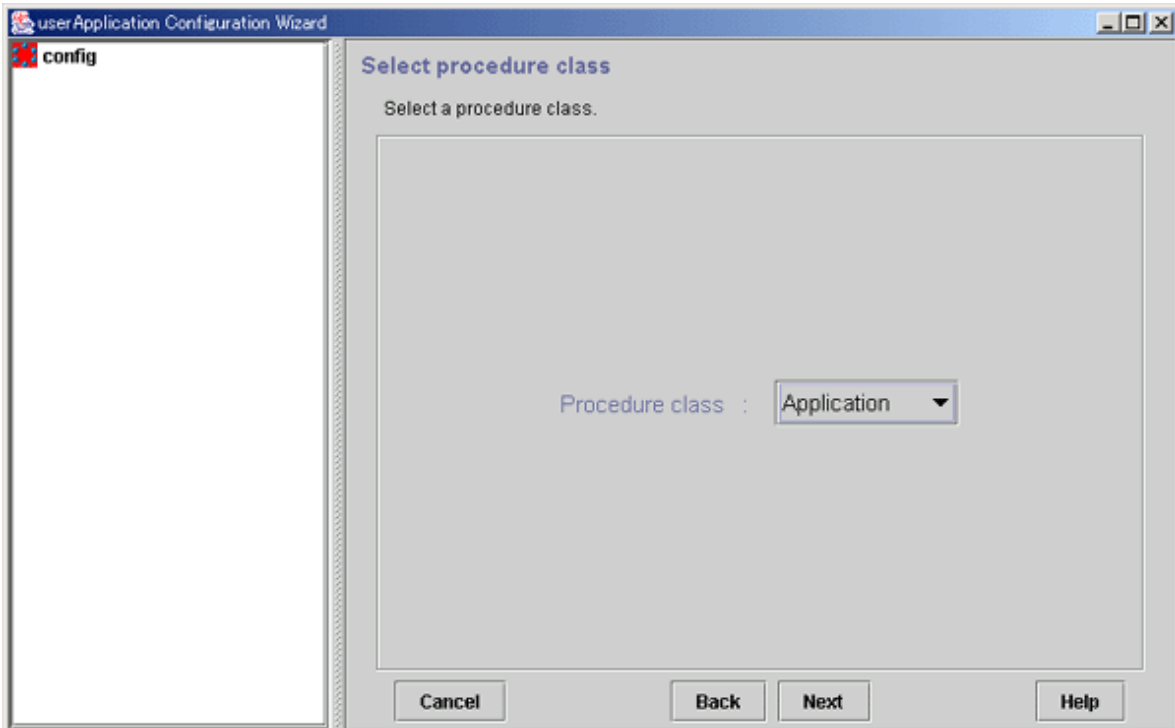 userApplication Configuration Wizard
config
Select procedure class
Select a procedure class.
Procedure class : Application
Cancel Back Next Help